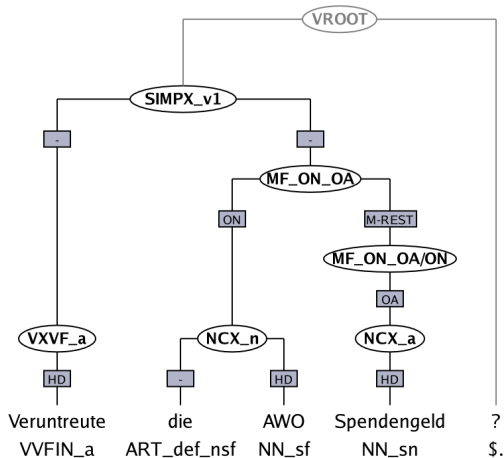 VROOT
SIMPX_v1
- -
MF_ON_OA
ON M-REST
MF_ON_OA/ON
OA
VXVF_a NCX_n NCX_a
HD - HD HD
Veruntreute die AWO Spendengeld ?
VVFIN_a ART_def_nsf NN_sf NN_sn $.